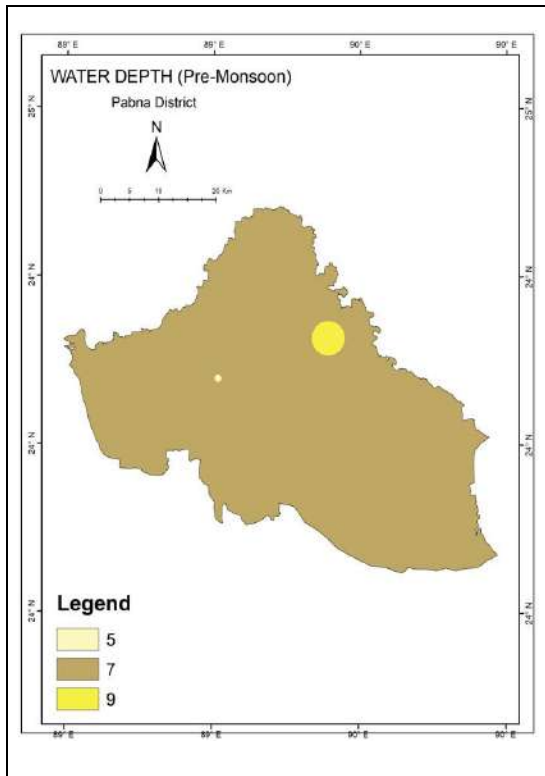 89° E 89° E 90° E 90° E
WATER DEPTH (Pre-Monsoon)
Pabna District
N
0 5 10 20 Km
25° N 25° N
24° N 24° N
24° N 24° N
24° N 24° N
Legend
5
7
9
89° E 89° E 90° E 90° E